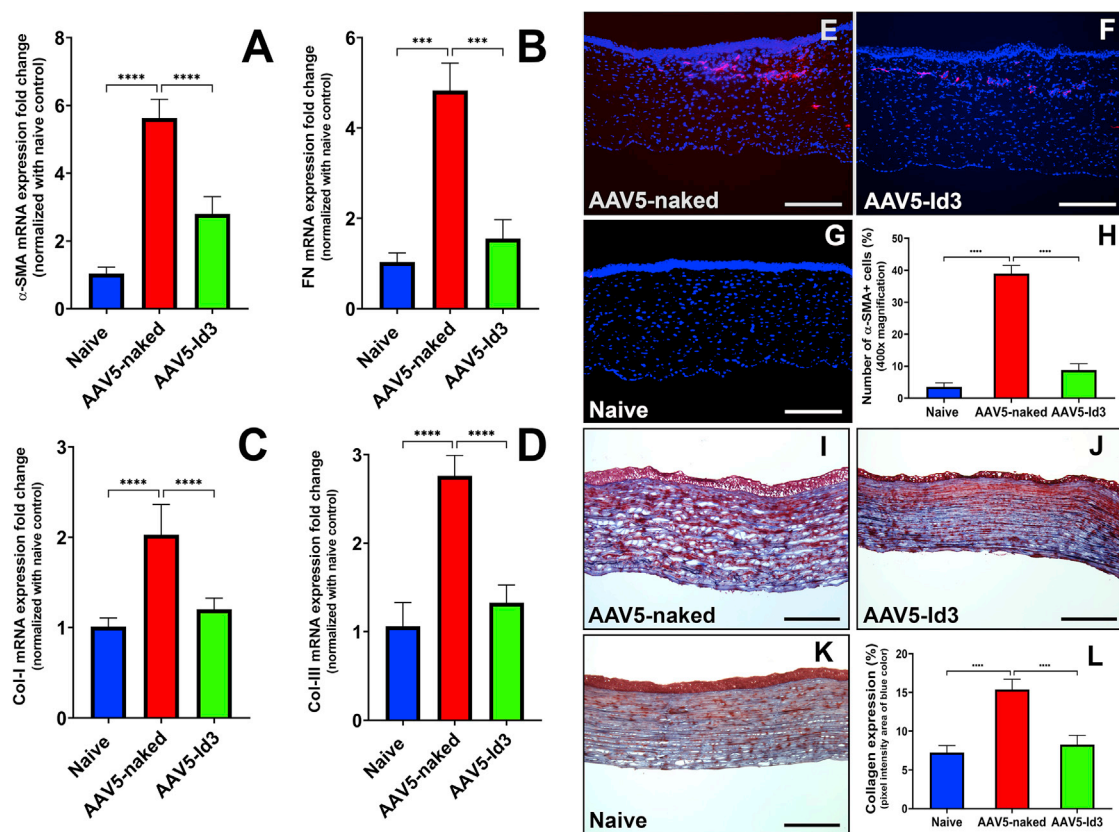 A
α-SMA mRNA expression fold change
(normalized with naive control)
8
6
4
2
0
****
****
Naive
AAV5-naked
AAV5-Id3
B
FN mRNA expression fold change
(normalized with naive control)
6
4
2
0
***
***
Naive
AAV5-naked
AAV5-Id3
C
Col-I mRNA expression fold change
(normalized with naive control)
3
2
1
0
****
****
Naive
AAV5-naked
AAV5-Id3
D
Col-III mRNA expression fold change
(normalized with naive control)
3
2
1
0
****
****
Naive
AAV5-naked
AAV5-Id3
E
AAV5-naked
F
AAV5-Id3
G
Naive
H
Number of α-SMA+ cells (%)
(400x magnification)
50
40
30
20
10
0
****
****
Naive
AAV5-naked
AAV5-Id3
I
AAV5-naked
J
AAV5-Id3
K
Naive
L
Collagen expression (%)
(pixel intensity area of blue color)
20
15
10
5
0
****
****
Naive
AAV5-naked
AAV5-Id3